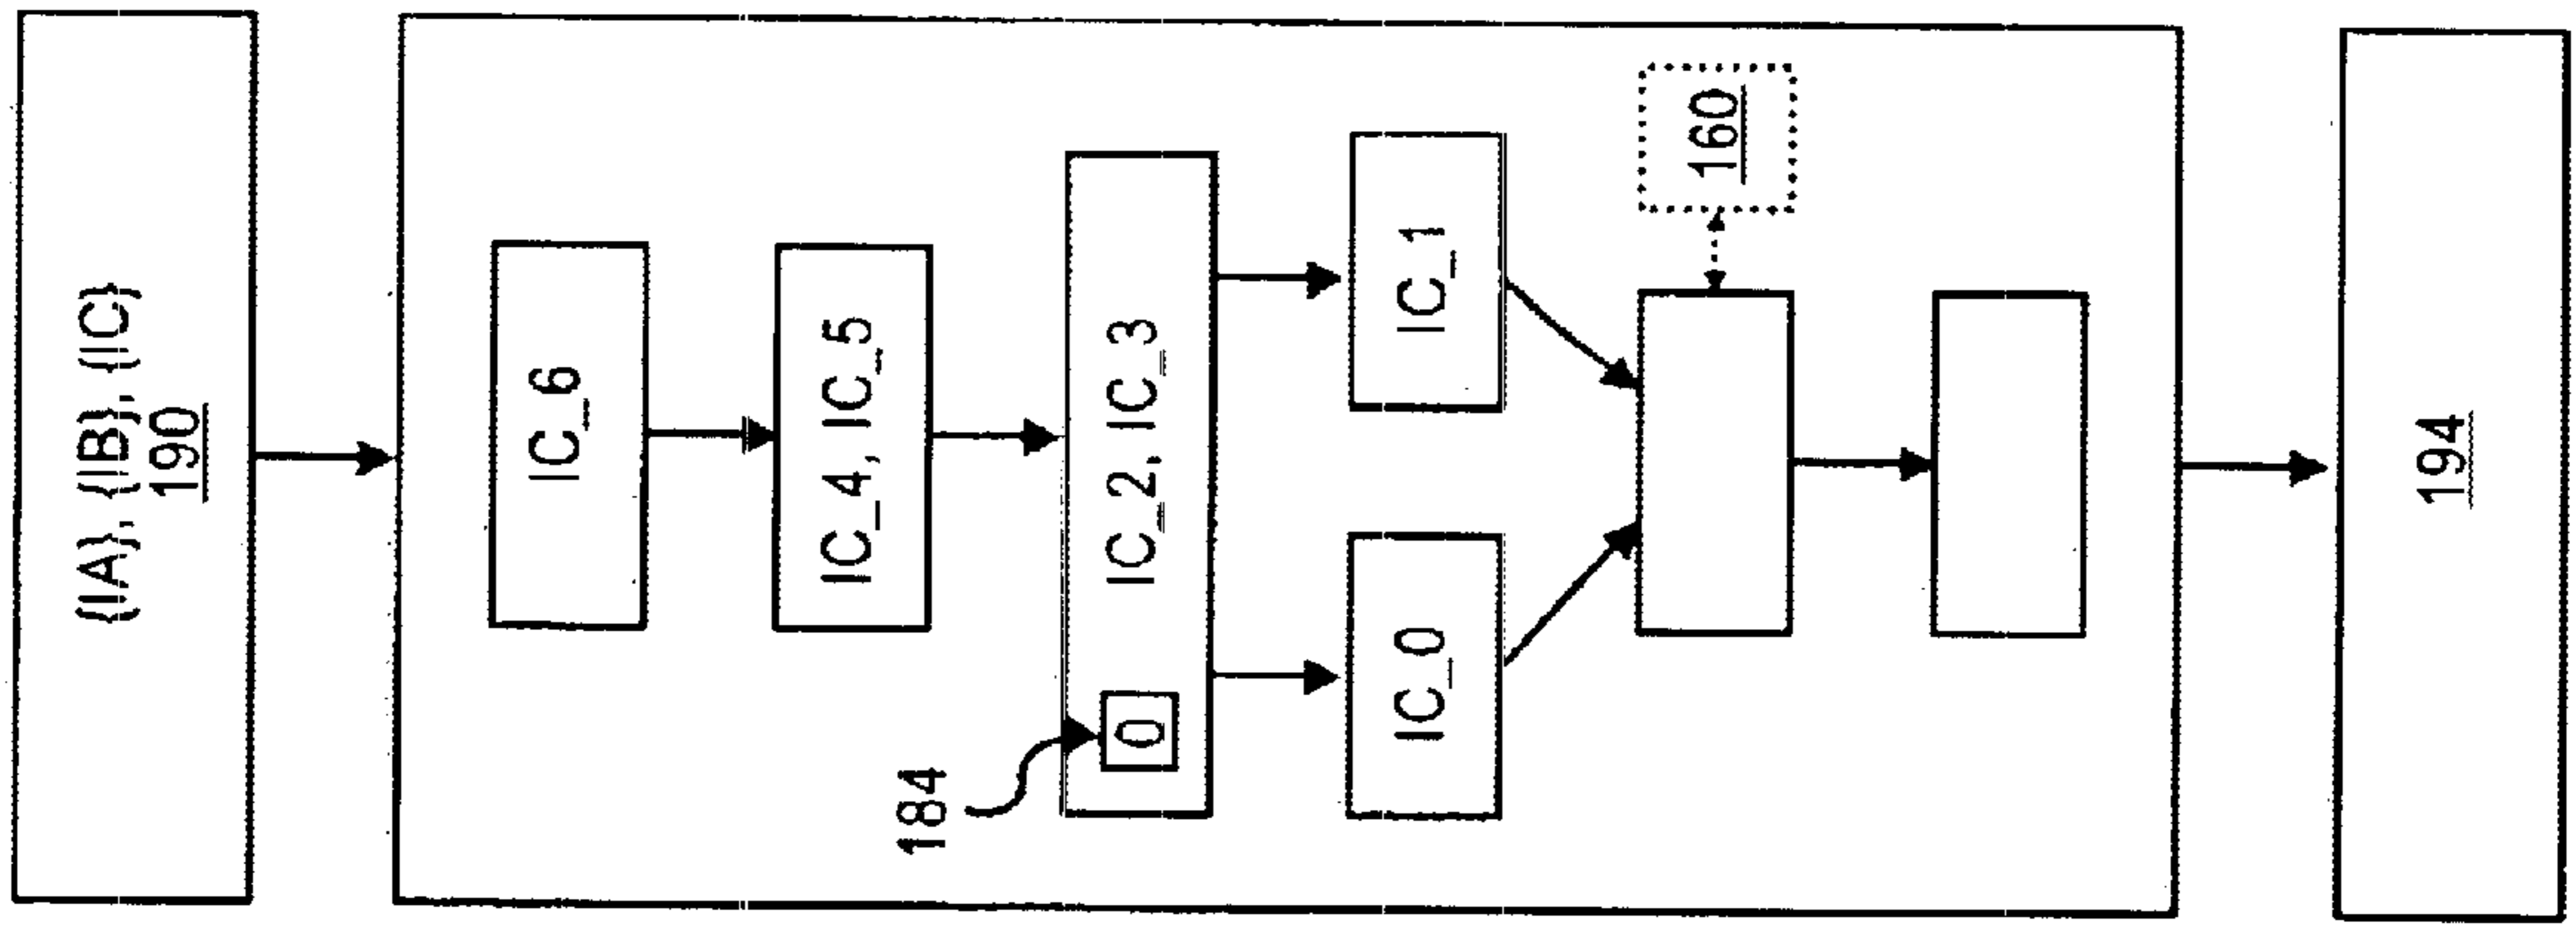 {IA}, {IB}, {IC}
190
IC_6
IC_4, IC_5
184
0
IC_2, IC_3
IC_0
IC_1
160
194